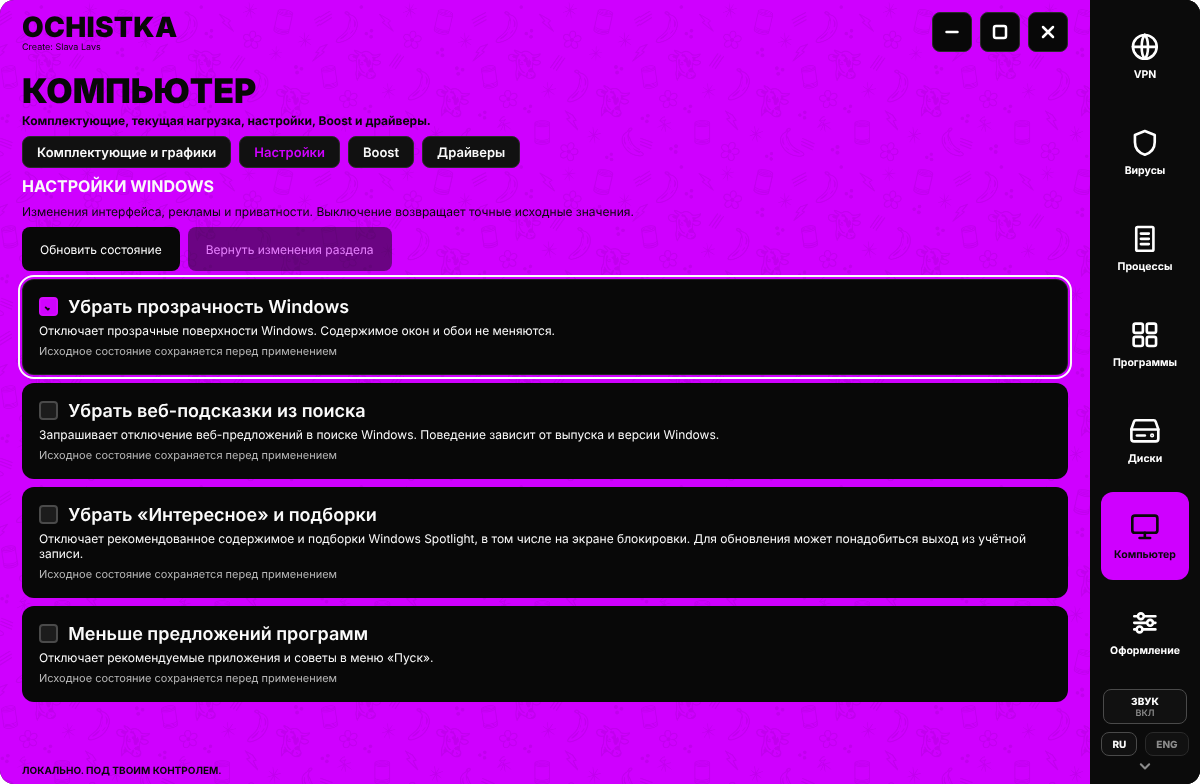 OCHISTKA
Create: Slava Lavs
КОМПЬЮТЕР
Комплектующие, текущая нагрузка, настройки, Boost и драйверы.
Комплектующие и графики
Настройки
Boost
Драйверы
НАСТРОЙКИ WINDOWS
Изменения интерфейса, рекламы и приватности. Выключение возвращает точные исходные значения.
Обновить состояние
Вернуть изменения раздела
Убрать прозрачность Windows
Отключает прозрачные поверхности Windows. Содержимое окон и обои не меняются.
Исходное состояние сохраняется перед применением
Убрать веб-подсказки из поиска
Запрашивает отключение веб-предложений в поиске Windows. Поведение зависит от выпуска и версии Windows.
Исходное состояние сохраняется перед применением
Убрать «Интересное» и подборки
Отключает рекомендованное содержимое и подборки Windows Spotlight, в том числе на экране блокировки. Для обновления может понадобиться выход из учётной
записи.
Исходное состояние сохраняется перед применением
Меньше предложений программ
Отключает рекомендуемые приложения и советы в меню «Пуск».
Исходное состояние сохраняется перед применением
ЛОКАЛЬНО. ПОД ТВОИМ КОНТРОЛЕМ.
VPN
Вирусы
Процессы
Программы
Диски
Компьютер
Оформление
ЗВУК
ВКЛ
RU
ENG